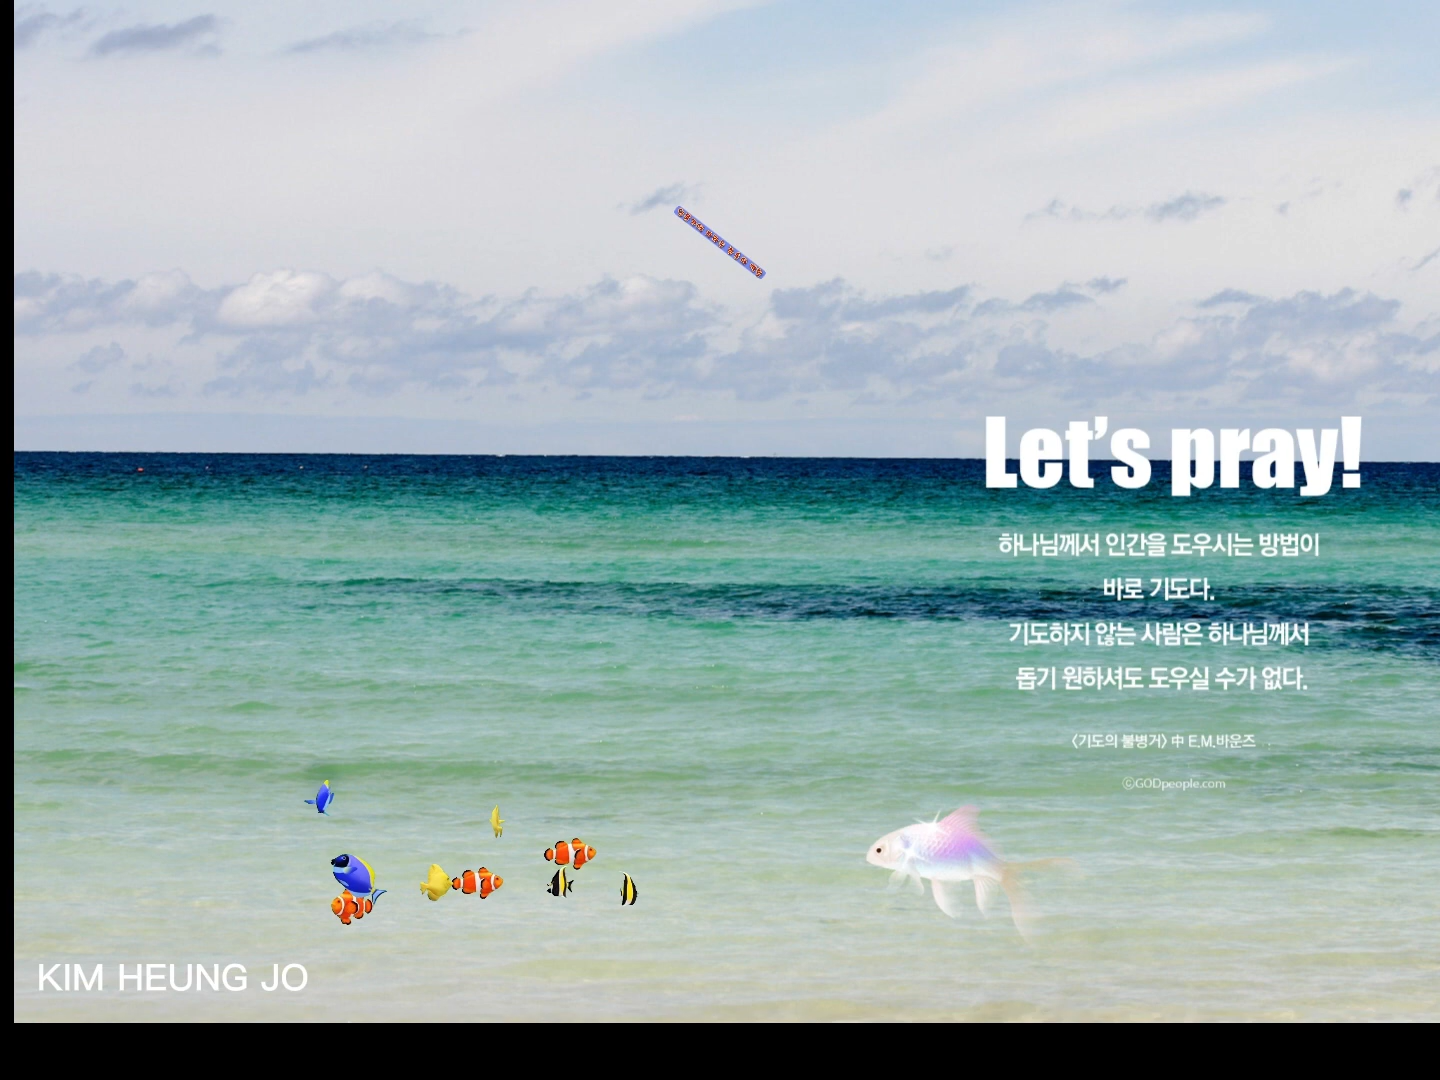 Let's pray!
하나님께서 인간을 도우시는 방법이
바로 기도다.
기도하지 않는 사람은 하나님께서
돕기 원하셔도 도우실 수가 없다.
<기도의 불병거> 中 E.M.바운즈
ⓒGODpeople.com
KIM HEUNG JO